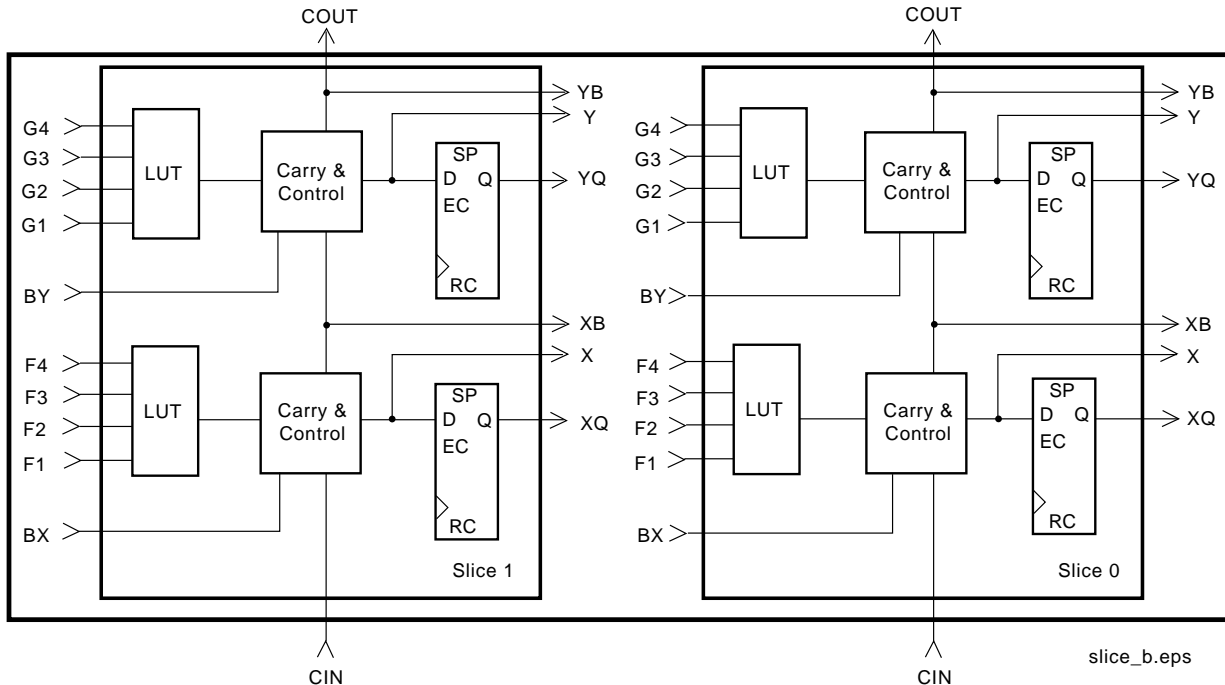 COUT
COUT
YB
Y
G4
G3
G2
G1
LUT
Carry &
Control
SP
D Q
EC
RC
YQ
BY
XB
X
F4
F3
F2
F1
LUT
Carry &
Control
SP
D Q
EC
RC
XQ
BX
Slice 1
CIN
YB
Y
G4
G3
G2
G1
LUT
Carry &
Control
SP
D Q
EC
RC
YQ
BY
XB
X
F4
F3
F2
F1
LUT
Carry &
Control
SP
D Q
EC
RC
XQ
BX
Slice 0
CIN
slice_b.eps